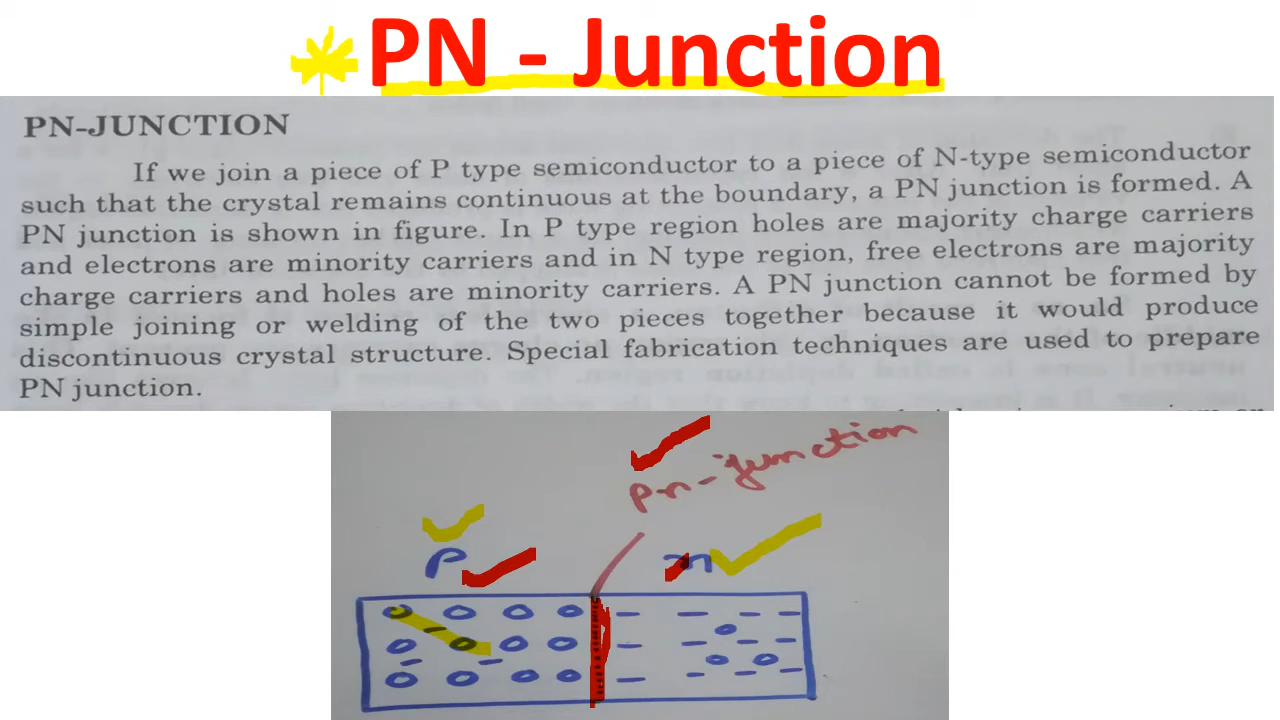 PN - Junction
PN-JUNCTION
If we join a piece of P type semiconductor to a piece of N-type semiconductor
such that the crystal remains continuous at the boundary, a PN junction is formed. A
PN junction is shown in figure. In P type region holes are majority charge carriers
and electrons are minority carriers and in N type region, free electrons are majority
charge carriers and holes are minority carriers. A PN junction cannot be formed by
simple joining or welding of the two pieces together because it would produce
discontinuous crystal structure. Special fabrication techniques are used to prepare
PN junction.
pn-junction
P
n